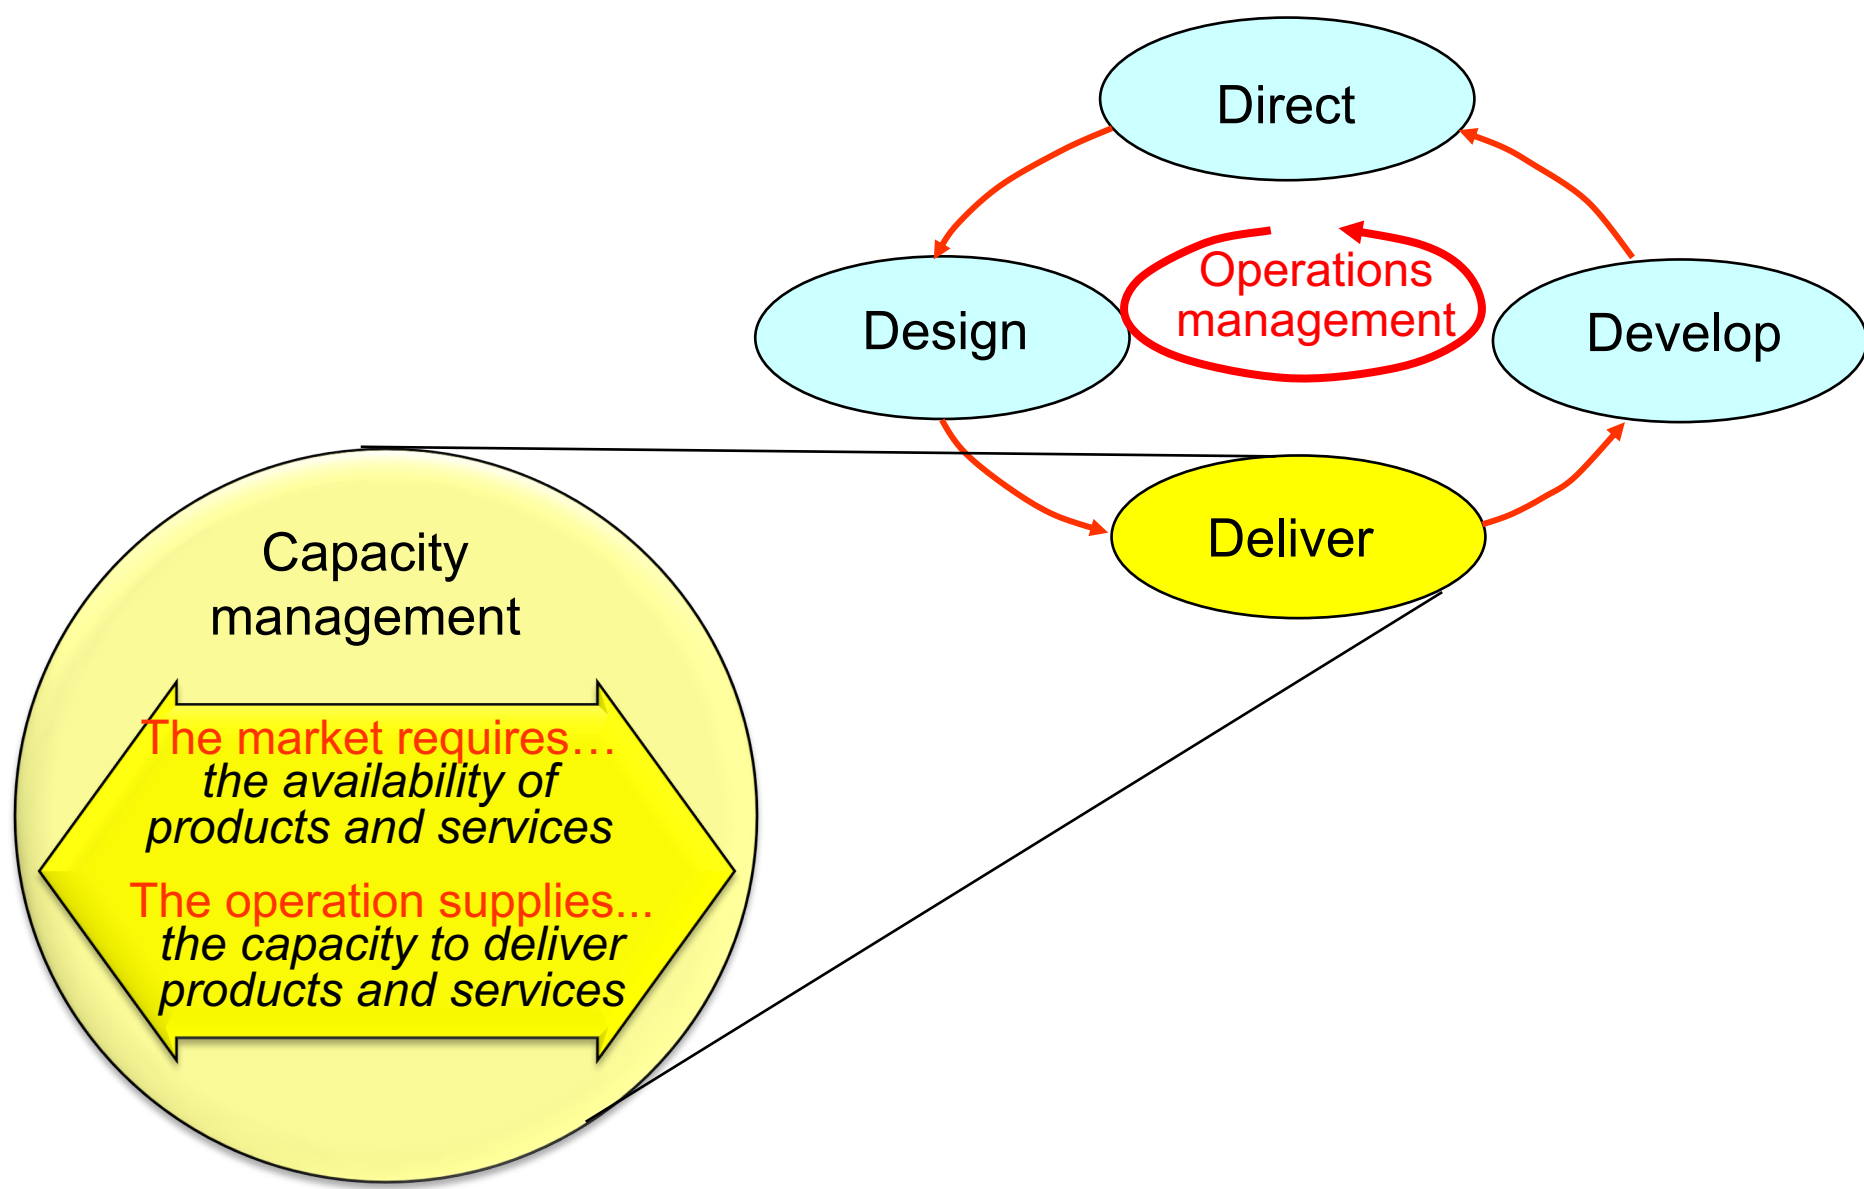 Direct
Operations
management
Design
Develop
Deliver
Capacity
management
The market requires…
the availability of
products and services
The operation supplies...
the capacity to deliver
products and services